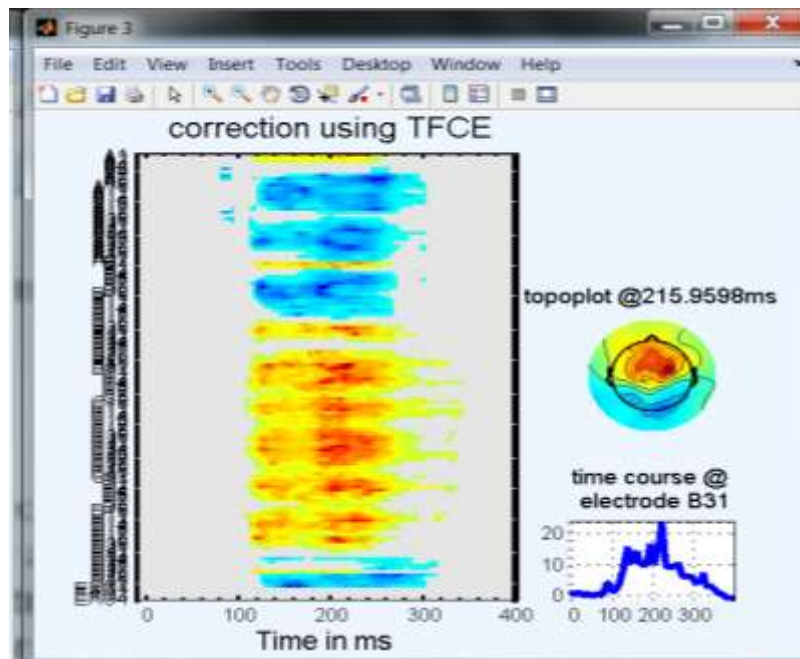 Figure 3
File Edit View Insert Tools Desktop Window Help
correction using TFCE
0 100 200 300 400
Time in ms
topoplot @215.9598ms
time course @
electrode B31
20
10
0
0 100 200 300